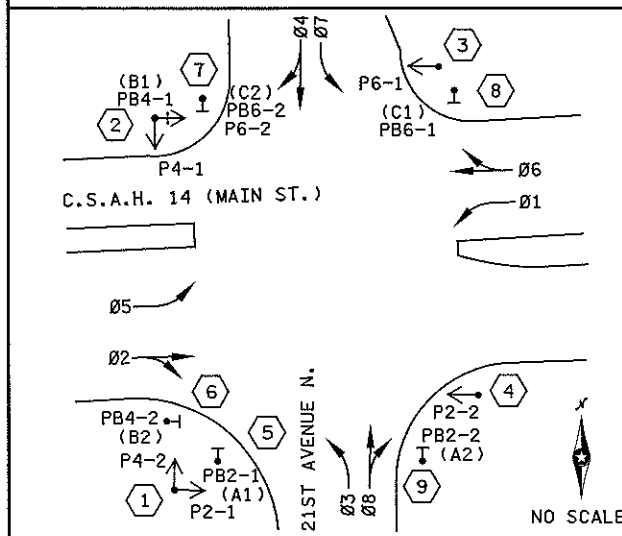 Ø4
Ø7
3
7
(B1)
PB4-1
(C2)
PB6-2
P6-2
P6-1
8
(C1)
PB6-1
2
P4-1
Ø6
C.S.A.H. 14 (MAIN ST.)
Ø1
Ø5
Ø2
6
4
P2-2
PB4-2
(B2)
5
PB2-2
(A2)
P4-2
PB2-1
(A1)
1
P2-1
21ST AVENUE N.
Ø3
Ø8
9
N
NO SCALE